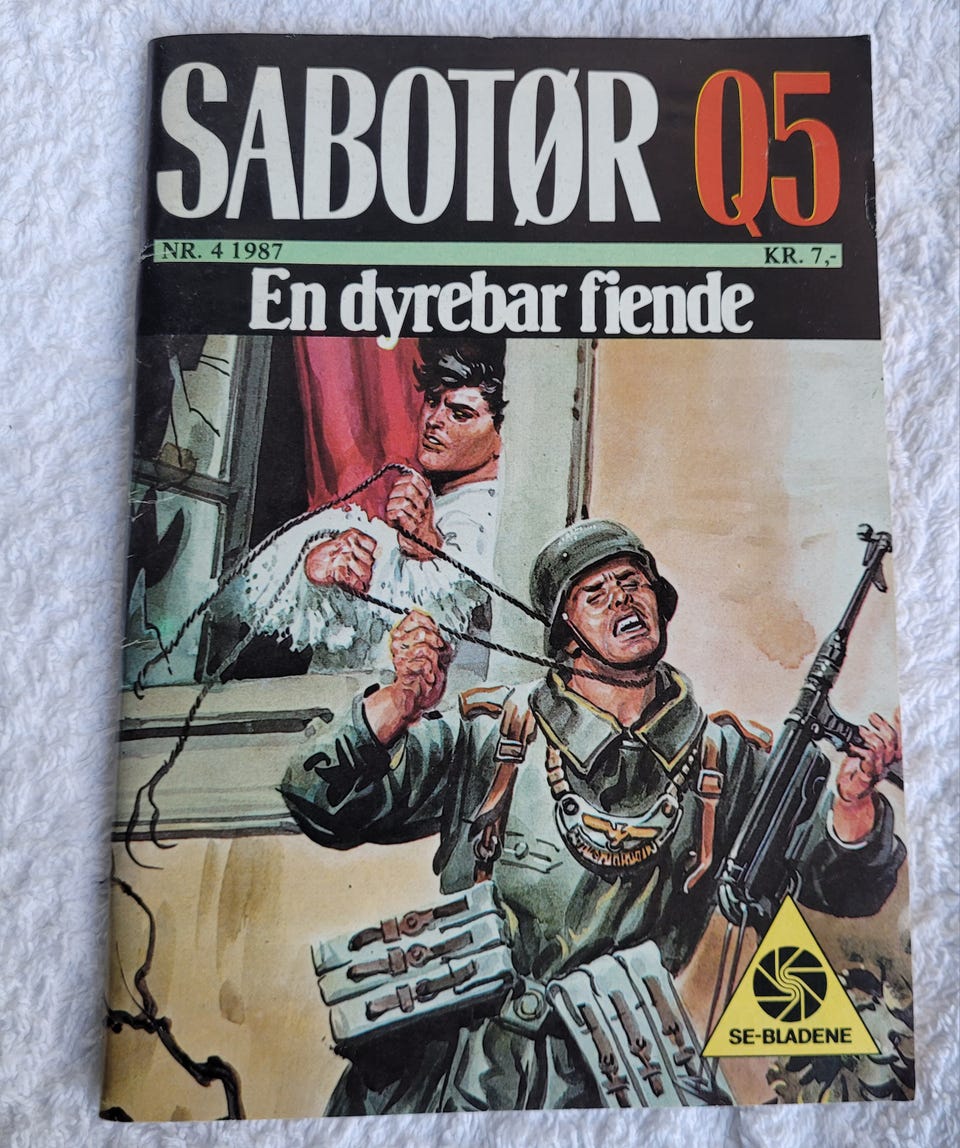 SABOTØR Q5
NR. 4 1987 KR. 7,-
En dyrebar fiende
SE-BLADENE